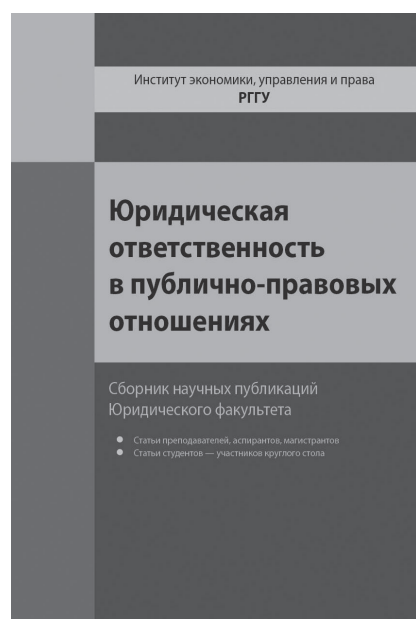 Институт экономики, управления и права
РГГУ
Юридическая
ответственность
в публично-правовых
отношениях
Сборник научных публикаций
Юридического факультета
● Статьи преподавателей, аспирантов, магистрантов
● Статьи студентов — участников круглого стола